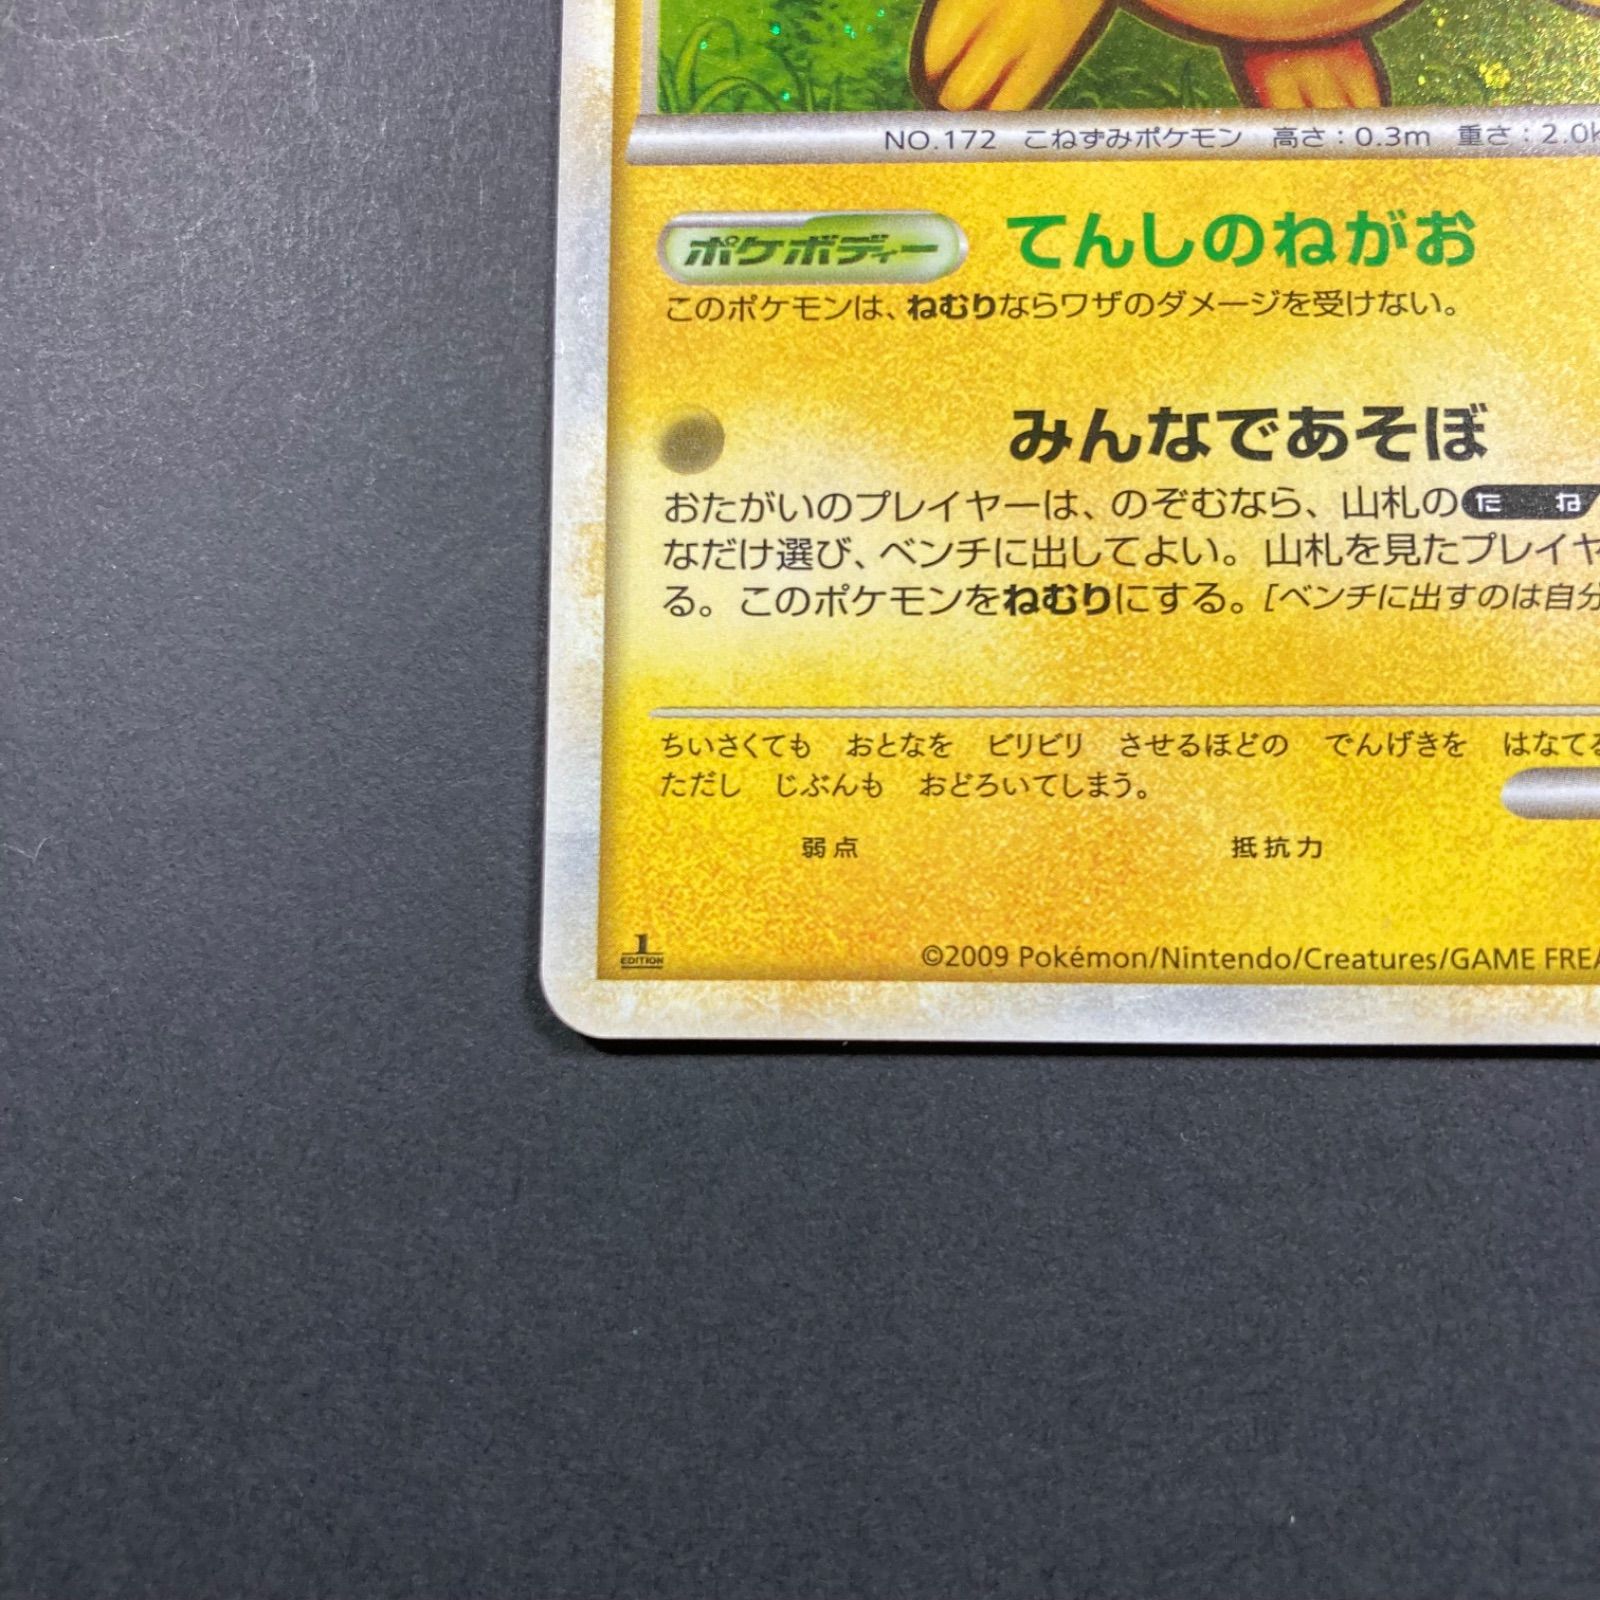 NO.172 こねずみポケモン 高さ：0.3m 重さ：2.0k
ポケボディー てんしのねがお
このポケモンは、ねむりならワザのダメージを受けない。
みんなであそぼ
おたがいのプレイヤーは、のぞむなら、山札のたね
なだけ選び、ベンチに出してよい。山札を見たプレイヤ
る。このポケモンをねむりにする。[ベンチに出すのは自分
ちいさくても おとなを ビリビリ させるほどの でんげきを はなてる
ただし じぶんも おどろいてしまう。
弱点 抵抗力
1 EDITION ©2009 Pokémon/Nintendo/Creatures/GAME FREA